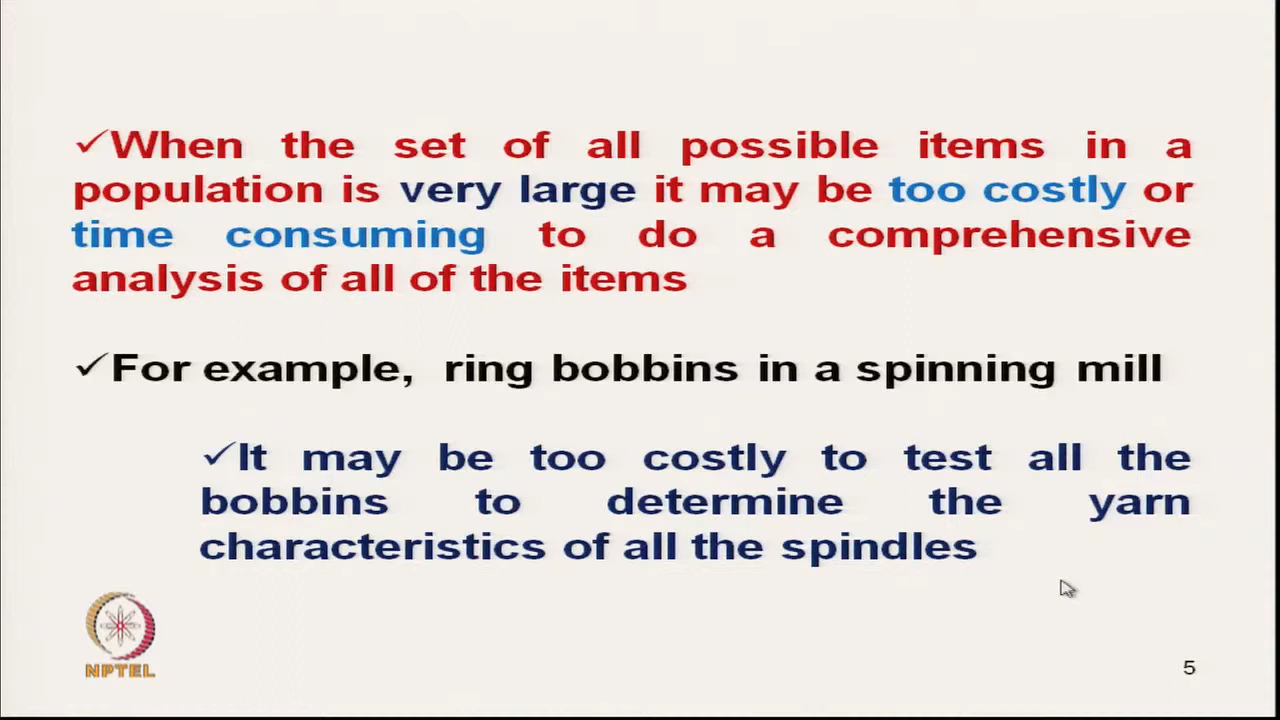 ✓When the set of all possible items in a
population is very large it may be too costly or
time consuming to do a comprehensive
analysis of all of the items
✓For example, ring bobbins in a spinning mill
✓It may be too costly to test all the
bobbins to determine the yarn
characteristics of all the spindles
NPTEL
5